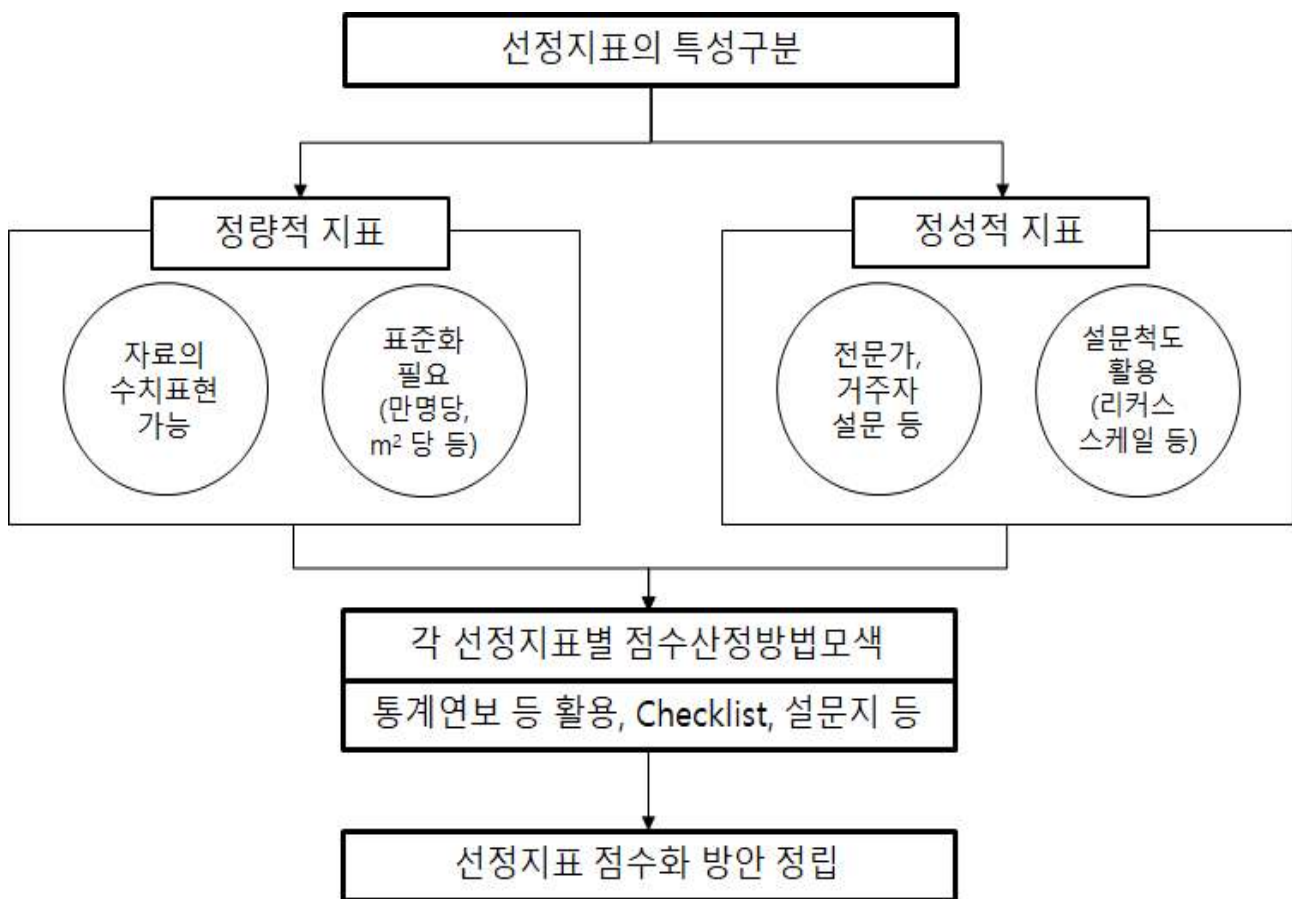 선정지표의 특성구분
정량적 지표
정성적 지표
자료의
수치표현
가능
표준화
필요
(만명당,
m² 당 등)
전문가,
거주자
설문 등
설문척도
활용
(리커스
스케일 등)
각 선정지표별 점수산정방법모색
통계연보 등 활용, Checklist, 설문지 등
선정지표 점수화 방안 정립